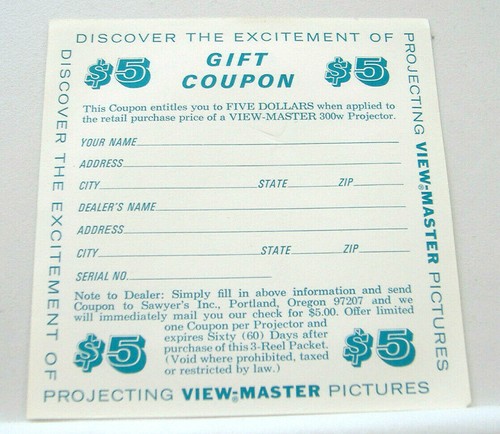 DISCOVER THE EXCITEMENT OF
PROJECTING VIEW-MASTER® PICTURES
DISCOVER THE EXCITEMENT OF
$5
GIFT
COUPON
$5
This Coupon entitles you to FIVE DOLLARS when applied to
the retail purchase price of a VIEW-MASTER 300w Projector.
YOUR NAME
ADDRESS
CITY STATE ZIP
DEALER'S NAME
ADDRESS
CITY STATE ZIP
SERIAL NO.
Note to Dealer: Simply fill in above information and send
Coupon to Sawyer's Inc., Portland, Oregon 97207 and we
will immediately mail you our check for $5.00. Offer limited
one Coupon per Projector and
expires Sixty (60) Days after
purchase of this 3-Reel Packet.
(Void where prohibited, taxed
or restricted by law.)
$5
$5
PROJECTING VIEW-MASTER® PICTURES